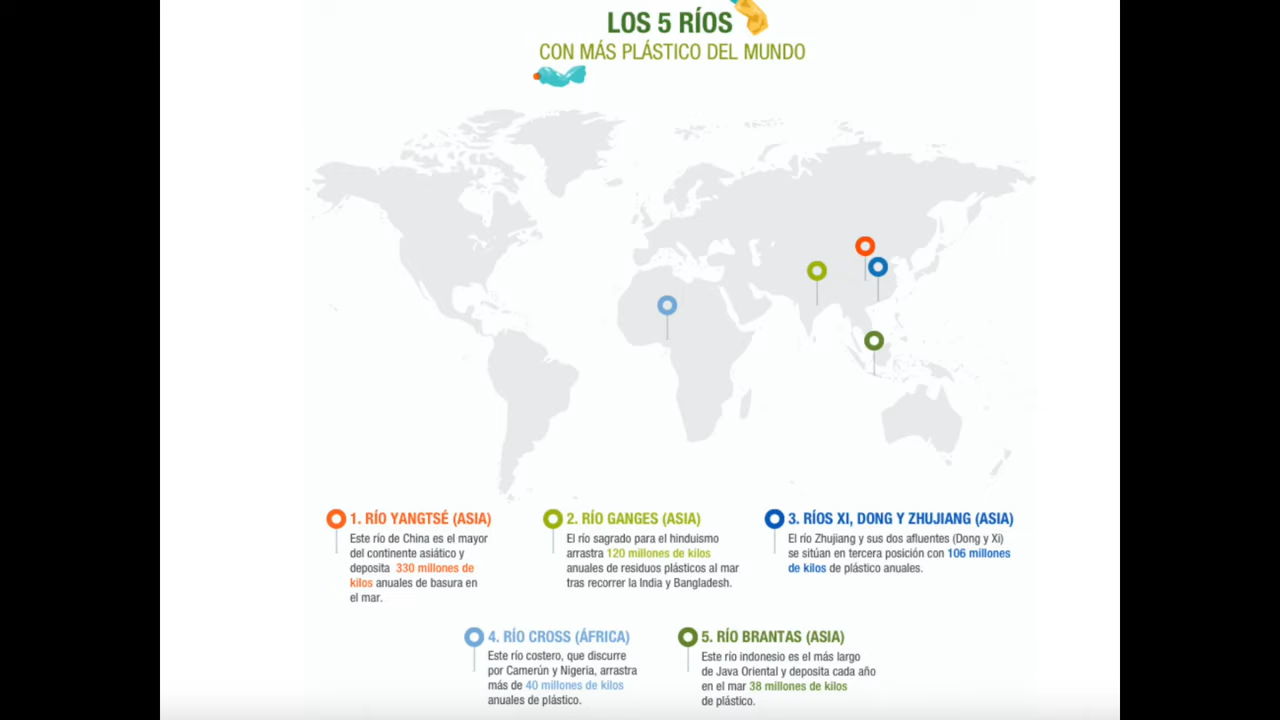 LOS 5 RÍOS
CON MÁS PLÁSTICO DEL MUNDO
1. RÍO YANGTSÉ (ASIA)
Este río de China es el mayor
del continente asiático y
deposita 330 millones de
kilos anuales de basura en
el mar.
2. RÍO GANGES (ASIA)
El río sagrado para el hinduismo
arrastra 120 millones de kilos
anuales de residuos plásticos al mar
tras recorrer la India y Bangladesh.
3. RÍOS XI, DONG Y ZHUJIANG (ASIA)
El río Zhujiang y sus dos afluentes (Dong y Xi)
se sitúan en tercera posición con 106 millones
de kilos de plástico anuales.
4. RÍO CROSS (ÁFRICA)
Este río costero, que discurre
por Camerún y Nigeria, arrastra
más de 40 millones de kilos
anuales de plástico.
5. RÍO BRANTAS (ASIA)
Este río indonesio es el más largo
de Java Oriental y deposita cada año
en el mar 38 millones de kilos
de plástico.